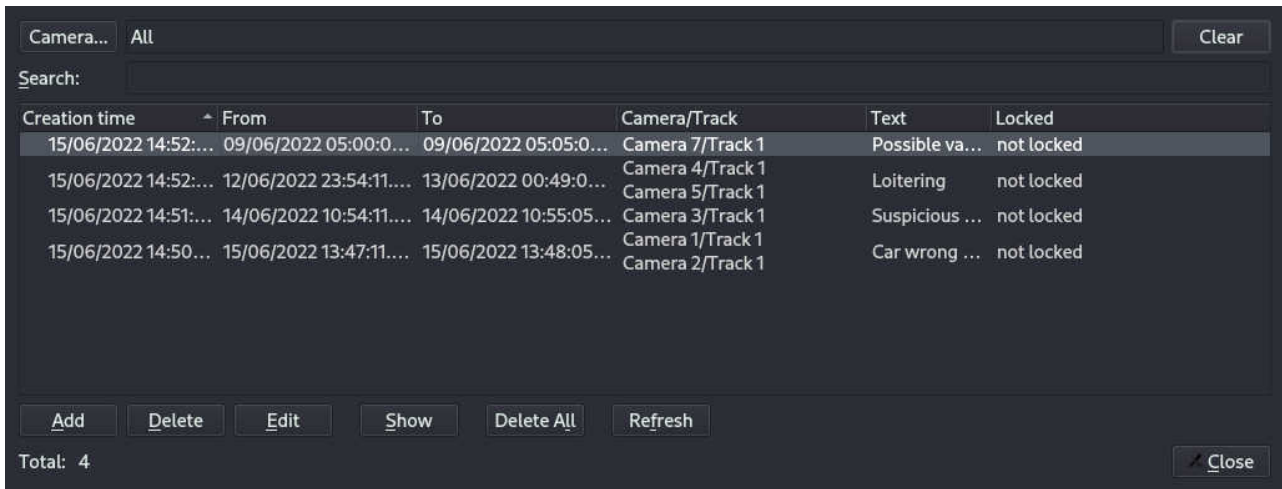 Camera... All Clear
Search:
Creation time From To Camera/Track Text Locked
15/06/2022 14:52:... 09/06/2022 05:00:0... 09/06/2022 05:05:0... Camera 7/Track 1 Possible va... not locked
15/06/2022 14:52:... 12/06/2022 23:54:11.... 13/06/2022 00:49:0... Camera 4/Track 1 Loitering not locked
Camera 5/Track 1
15/06/2022 14:51:... 14/06/2022 10:54:11.... 14/06/2022 10:55:05... Camera 3/Track 1 Suspicious ... not locked
15/06/2022 14:50... 15/06/2022 13:47:11.... 15/06/2022 13:48:05... Camera 1/Track 1 Car wrong ... not locked
Camera 2/Track 1
Add Delete Edit Show Delete All Refresh
Total: 4 Close